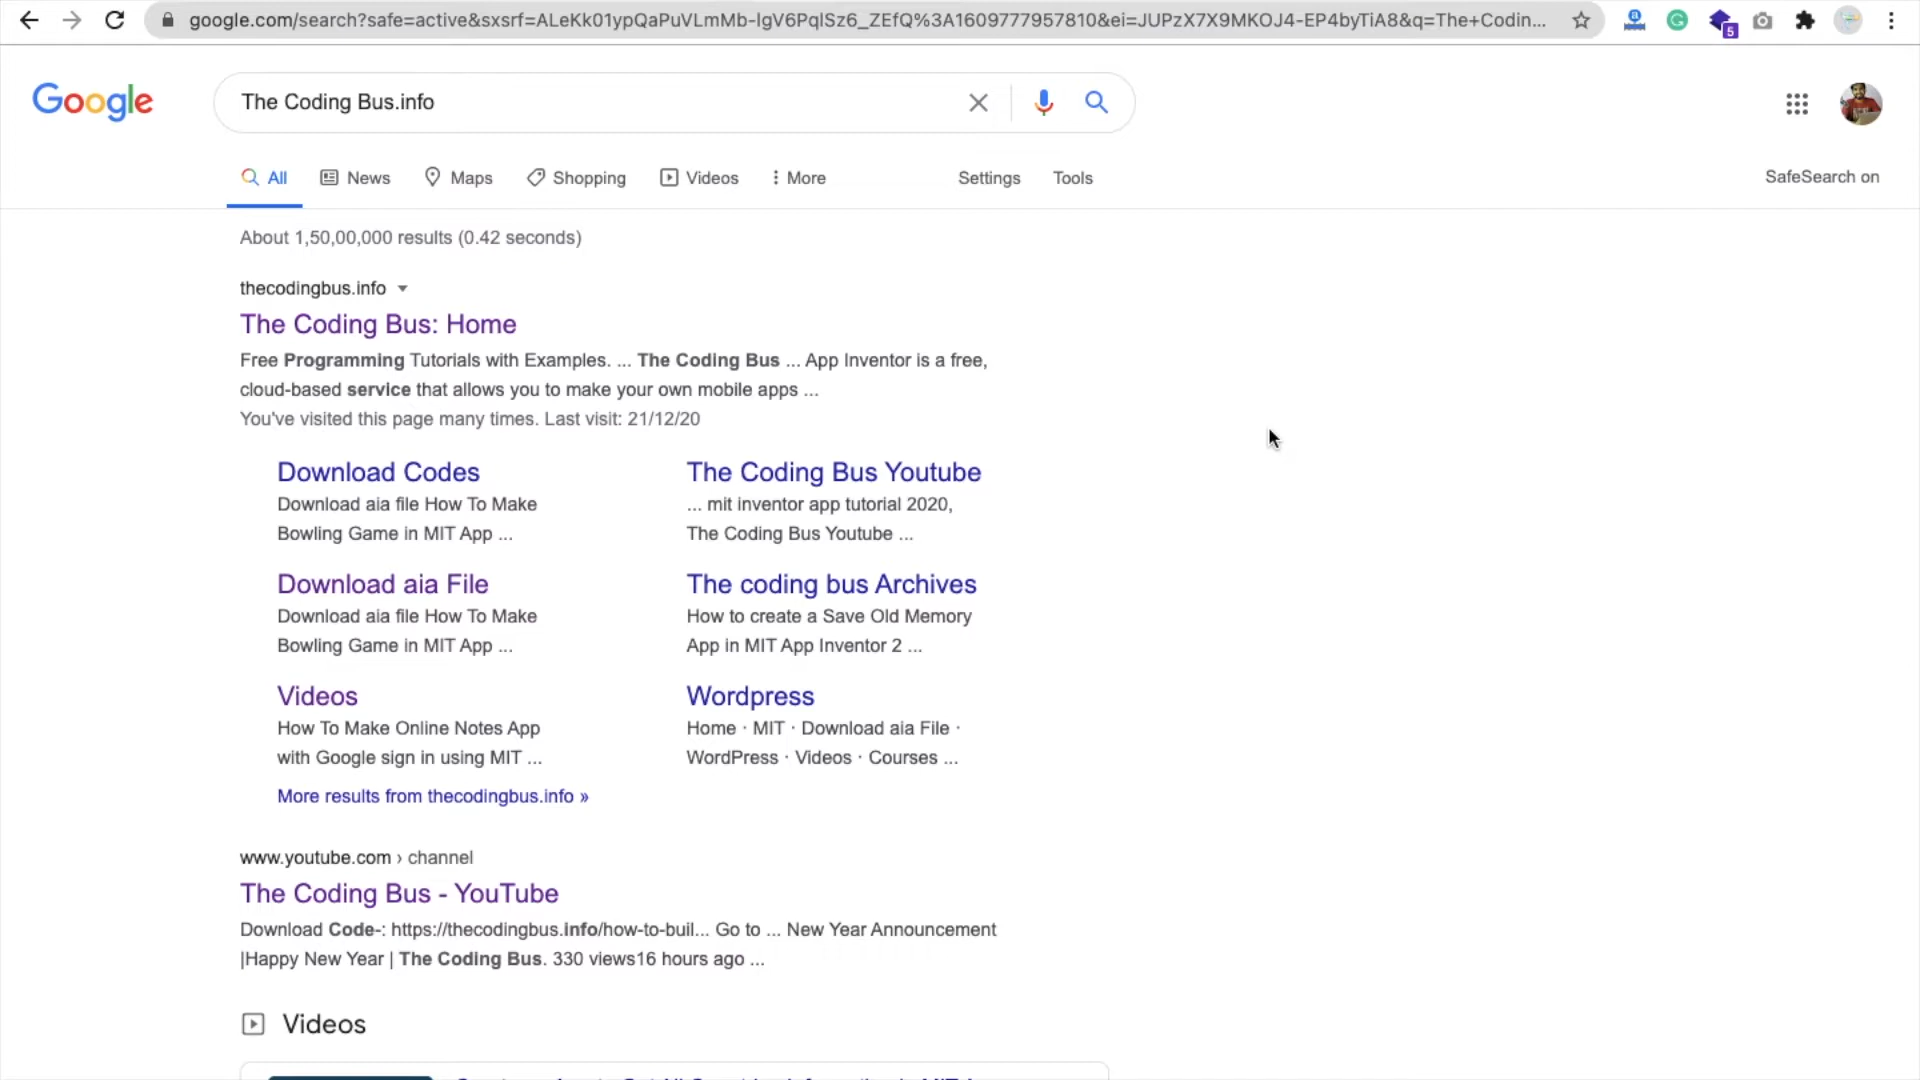 google.com/search?safe=active&sxsrf=ALeKk01ypQaPuVLmMb-IgV6PqlSz6_ZEfQ%3A1609777957810&ei=JUPzX7X9MKOJ4-EP4byTiA8&q=The+Codin...
5
Google
The Coding Bus.info
All
News
Maps
Shopping
Videos
More
Settings
Tools
SafeSearch on
About 1,50,00,000 results (0.42 seconds)
thecodingbus.info
The Coding Bus: Home
Free Programming Tutorials with Examples. ... The Coding Bus ... App Inventor is a free,
cloud-based service that allows you to make your own mobile apps ...
You've visited this page many times. Last visit: 21/12/20
Download Codes
Download aia file How To Make
Bowling Game in MIT App ...
The Coding Bus Youtube
... mit inventor app tutorial 2020,
The Coding Bus Youtube ...
Download aia File
Download aia file How To Make
Bowling Game in MIT App ...
The coding bus Archives
How to create a Save Old Memory
App in MIT App Inventor 2 ...
Videos
How To Make Online Notes App
with Google sign in using MIT ...
Wordpress
Home · MIT · Download aia File ·
WordPress · Videos · Courses ...
More results from thecodingbus.info »
www.youtube.com › channel
The Coding Bus - YouTube
Download Code-: https://thecodingbus.info/how-to-buil... Go to ... New Year Announcement
|Happy New Year | The Coding Bus. 330 views16 hours ago ...
Videos